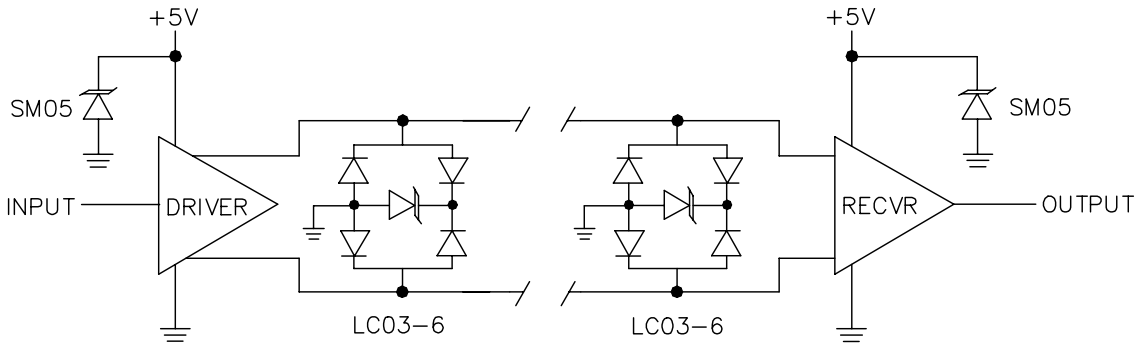 +5V
+5V
SM05
SM05
INPUT
DRIVER
RECVR
OUTPUT
LC03-6
LC03-6